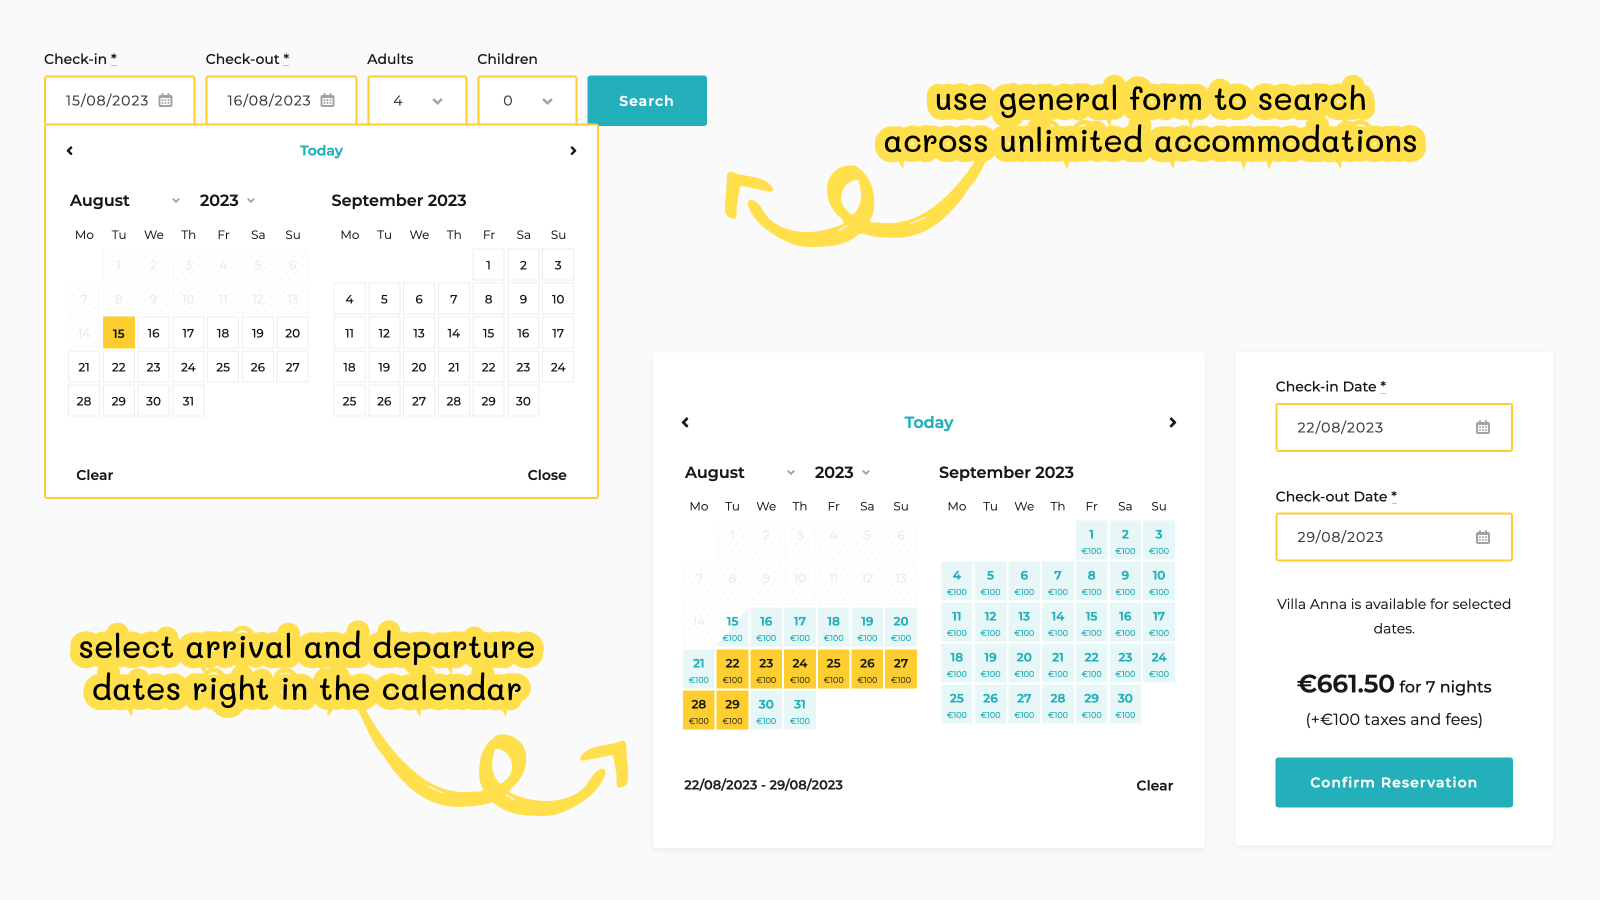 Check-in *
Check-out *
Adults
Children
15/08/2023
16/08/2023
4
0
Search
Today
August 2023
September 2023
Mo Tu We Th Fr Sa Su
1 2 3 4 5 6
7 8 9 10 11 12 13
14 15 16 17 18 19 20
21 22 23 24 25 26 27
28 29 30 31
Mo Tu We Th Fr Sa Su
1 2 3
4 5 6 7 8 9 10
11 12 13 14 15 16 17
18 19 20 21 22 23 24
25 26 27 28 29 30
Clear
Close
use general form to search
across unlimited accommodations
select arrival and departure
dates right in the calendar
Today
August 2023
September 2023
Mo Tu We Th Fr Sa Su
1 2 3 4 5 6
7 8 9 10 11 12 13
14 15 16 17 18 19 20
€100 €100 €100 €100 €100 €100
21 22 23 24 25 26 27
€100 €100 €100 €100 €100 €100 €100
28 29 30 31
€100 €100 €100 €100
Mo Tu We Th Fr Sa Su
1 2 3
€100 €100 €100
4 5 6 7 8 9 10
€100 €100 €100 €100 €100 €100 €100
11 12 13 14 15 16 17
€100 €100 €100 €100 €100 €100 €100
18 19 20 21 22 23 24
€100 €100 €100 €100 €100 €100 €100
25 26 27 28 29 30
€100 €100 €100 €100 €100 €100
22/08/2023 - 29/08/2023
Clear
Check-in Date *
22/08/2023
Check-out Date *
29/08/2023
Villa Anna is available for selected
dates.
€661.50 for 7 nights
(+€100 taxes and fees)
Confirm Reservation